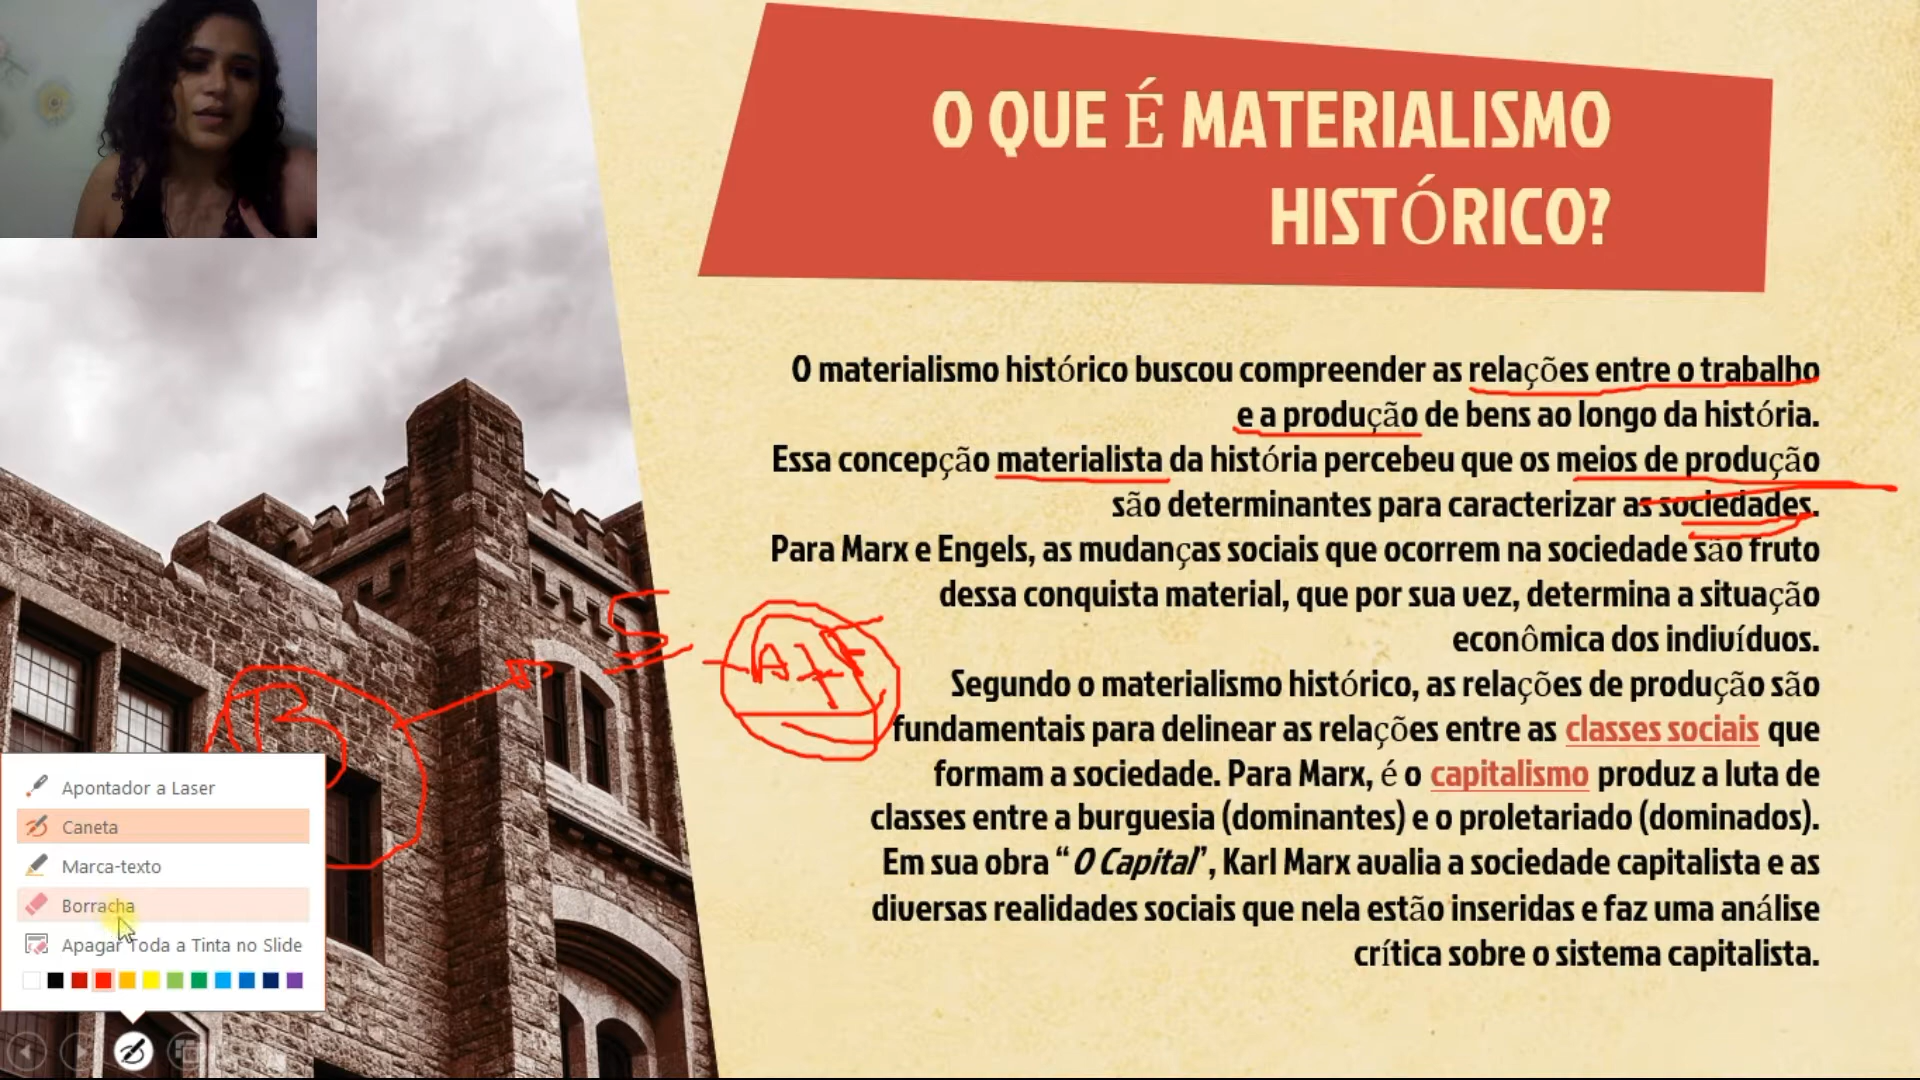 O QUE É MATERIALISMO
HISTÓRICO?
O materialismo histórico buscou compreender as relações entre o trabalho
e a produção de bens ao longo da história.
Essa concepção materialista da história percebeu que os meios de produção
são determinantes para caracterizar as sociedades.
Para Marx e Engels, as mudanças sociais que ocorrem na sociedade são fruto
dessa conquista material, que por sua vez, determina a situação
econômica dos indivíduos.
Segundo o materialismo histórico, as relações de produção são
fundamentais para delinear as relações entre as classes sociais que
formam a sociedade. Para Marx, é o capitalismo produz a luta de
classes entre a burguesia (dominantes) e o proletariado (dominados).
Em sua obra “O Capital”, Karl Marx avalia a sociedade capitalista e as
diversas realidades sociais que nela estão inseridas e faz uma análise
crítica sobre o sistema capitalista.
B
S
Apontador a Laser
Caneta
Marca-texto
Borracha
Apagar Toda a Tinta no Slide